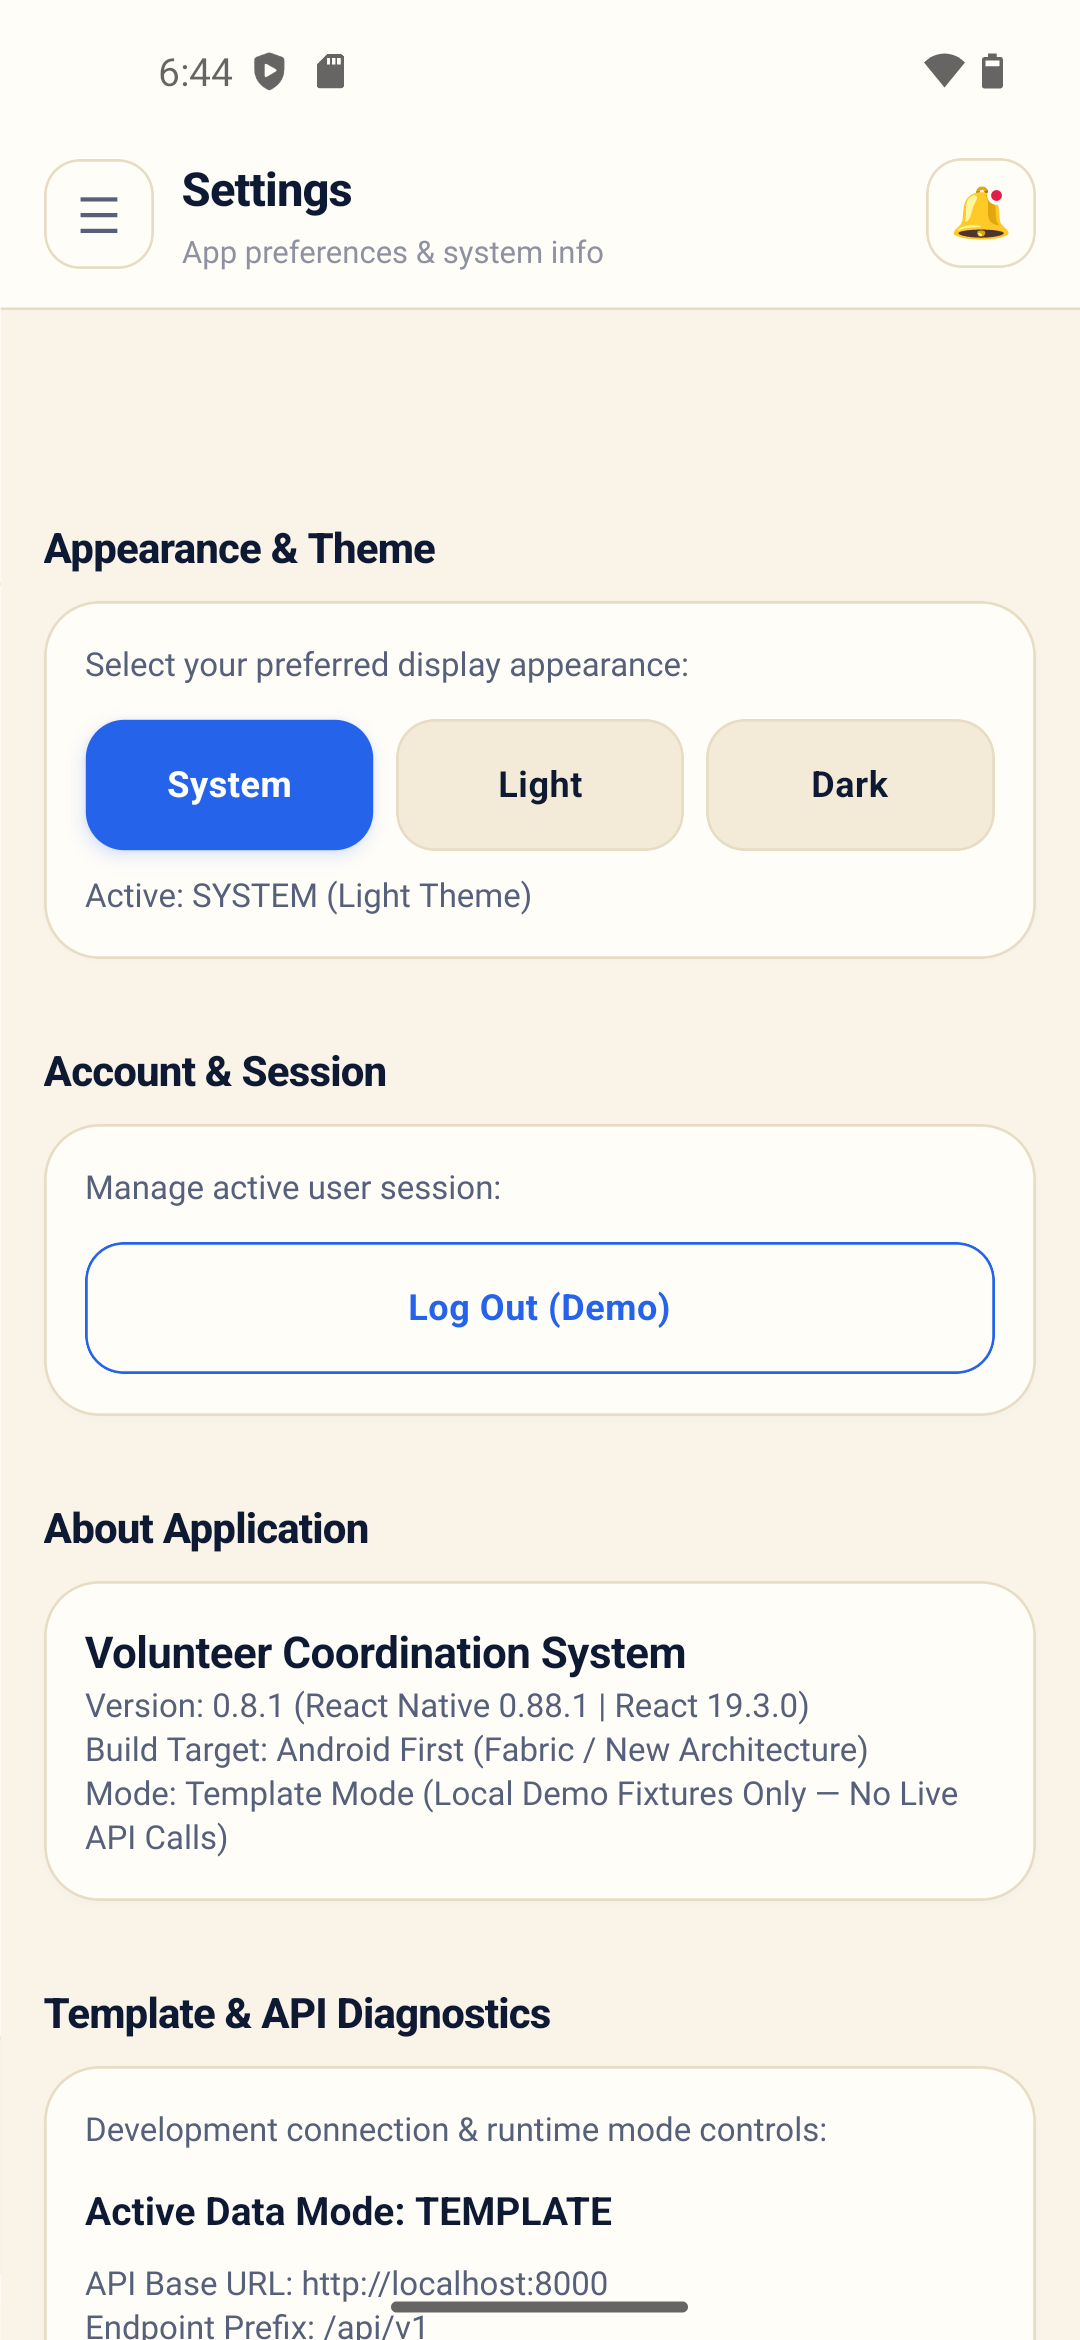 6:44
Settings
App preferences & system info
Appearance & Theme
Select your preferred display appearance:
System
Light
Dark
Active: SYSTEM (Light Theme)
Account & Session
Manage active user session:
Log Out (Demo)
About Application
Volunteer Coordination System
Version: 0.8.1 (React Native 0.88.1 | React 19.3.0)
Build Target: Android First (Fabric / New Architecture)
Mode: Template Mode (Local Demo Fixtures Only — No Live
API Calls)
Template & API Diagnostics
Development connection & runtime mode controls:
Active Data Mode: TEMPLATE
API Base URL: http://localhost:8000
Endpoint Prefix: /api/v1